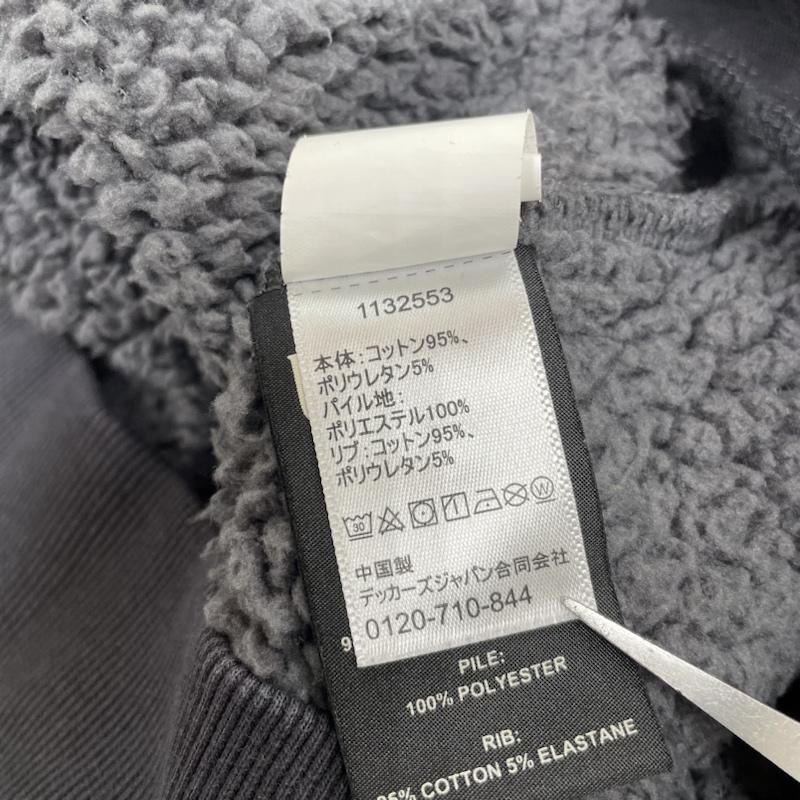 1132553
本体:コットン95%、
ポリウレタン5%
パイル地:
ポリエステル100%
リブ:コットン95%、
ポリウレタン5%
30
W
中国製
デッカーズジャパン合同会社
0120-710-844
9
PILE:
100% POLYESTER
RIB:
95% COTTON 5% ELASTANE